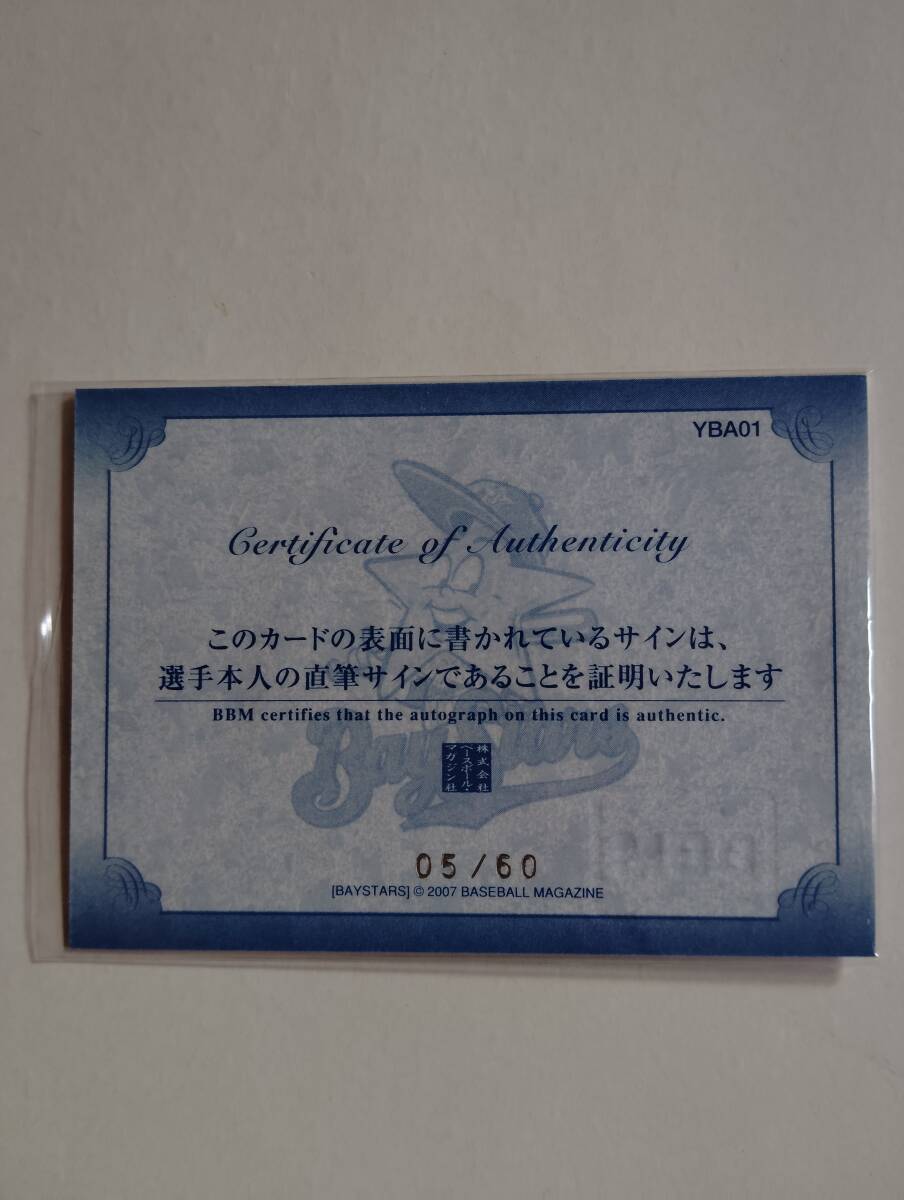 YBA01
Certificate of Authenticity
このカードの表面に書かれているサインは、
選手本人の直筆サインであることを証明いたします
BBM certifies that the autograph on this card is authentic.
BayStars
株式会社
ベースボール・
マガジン社
05/60
[BAYSTARS] © 2007 BASEBALL MAGAZINE